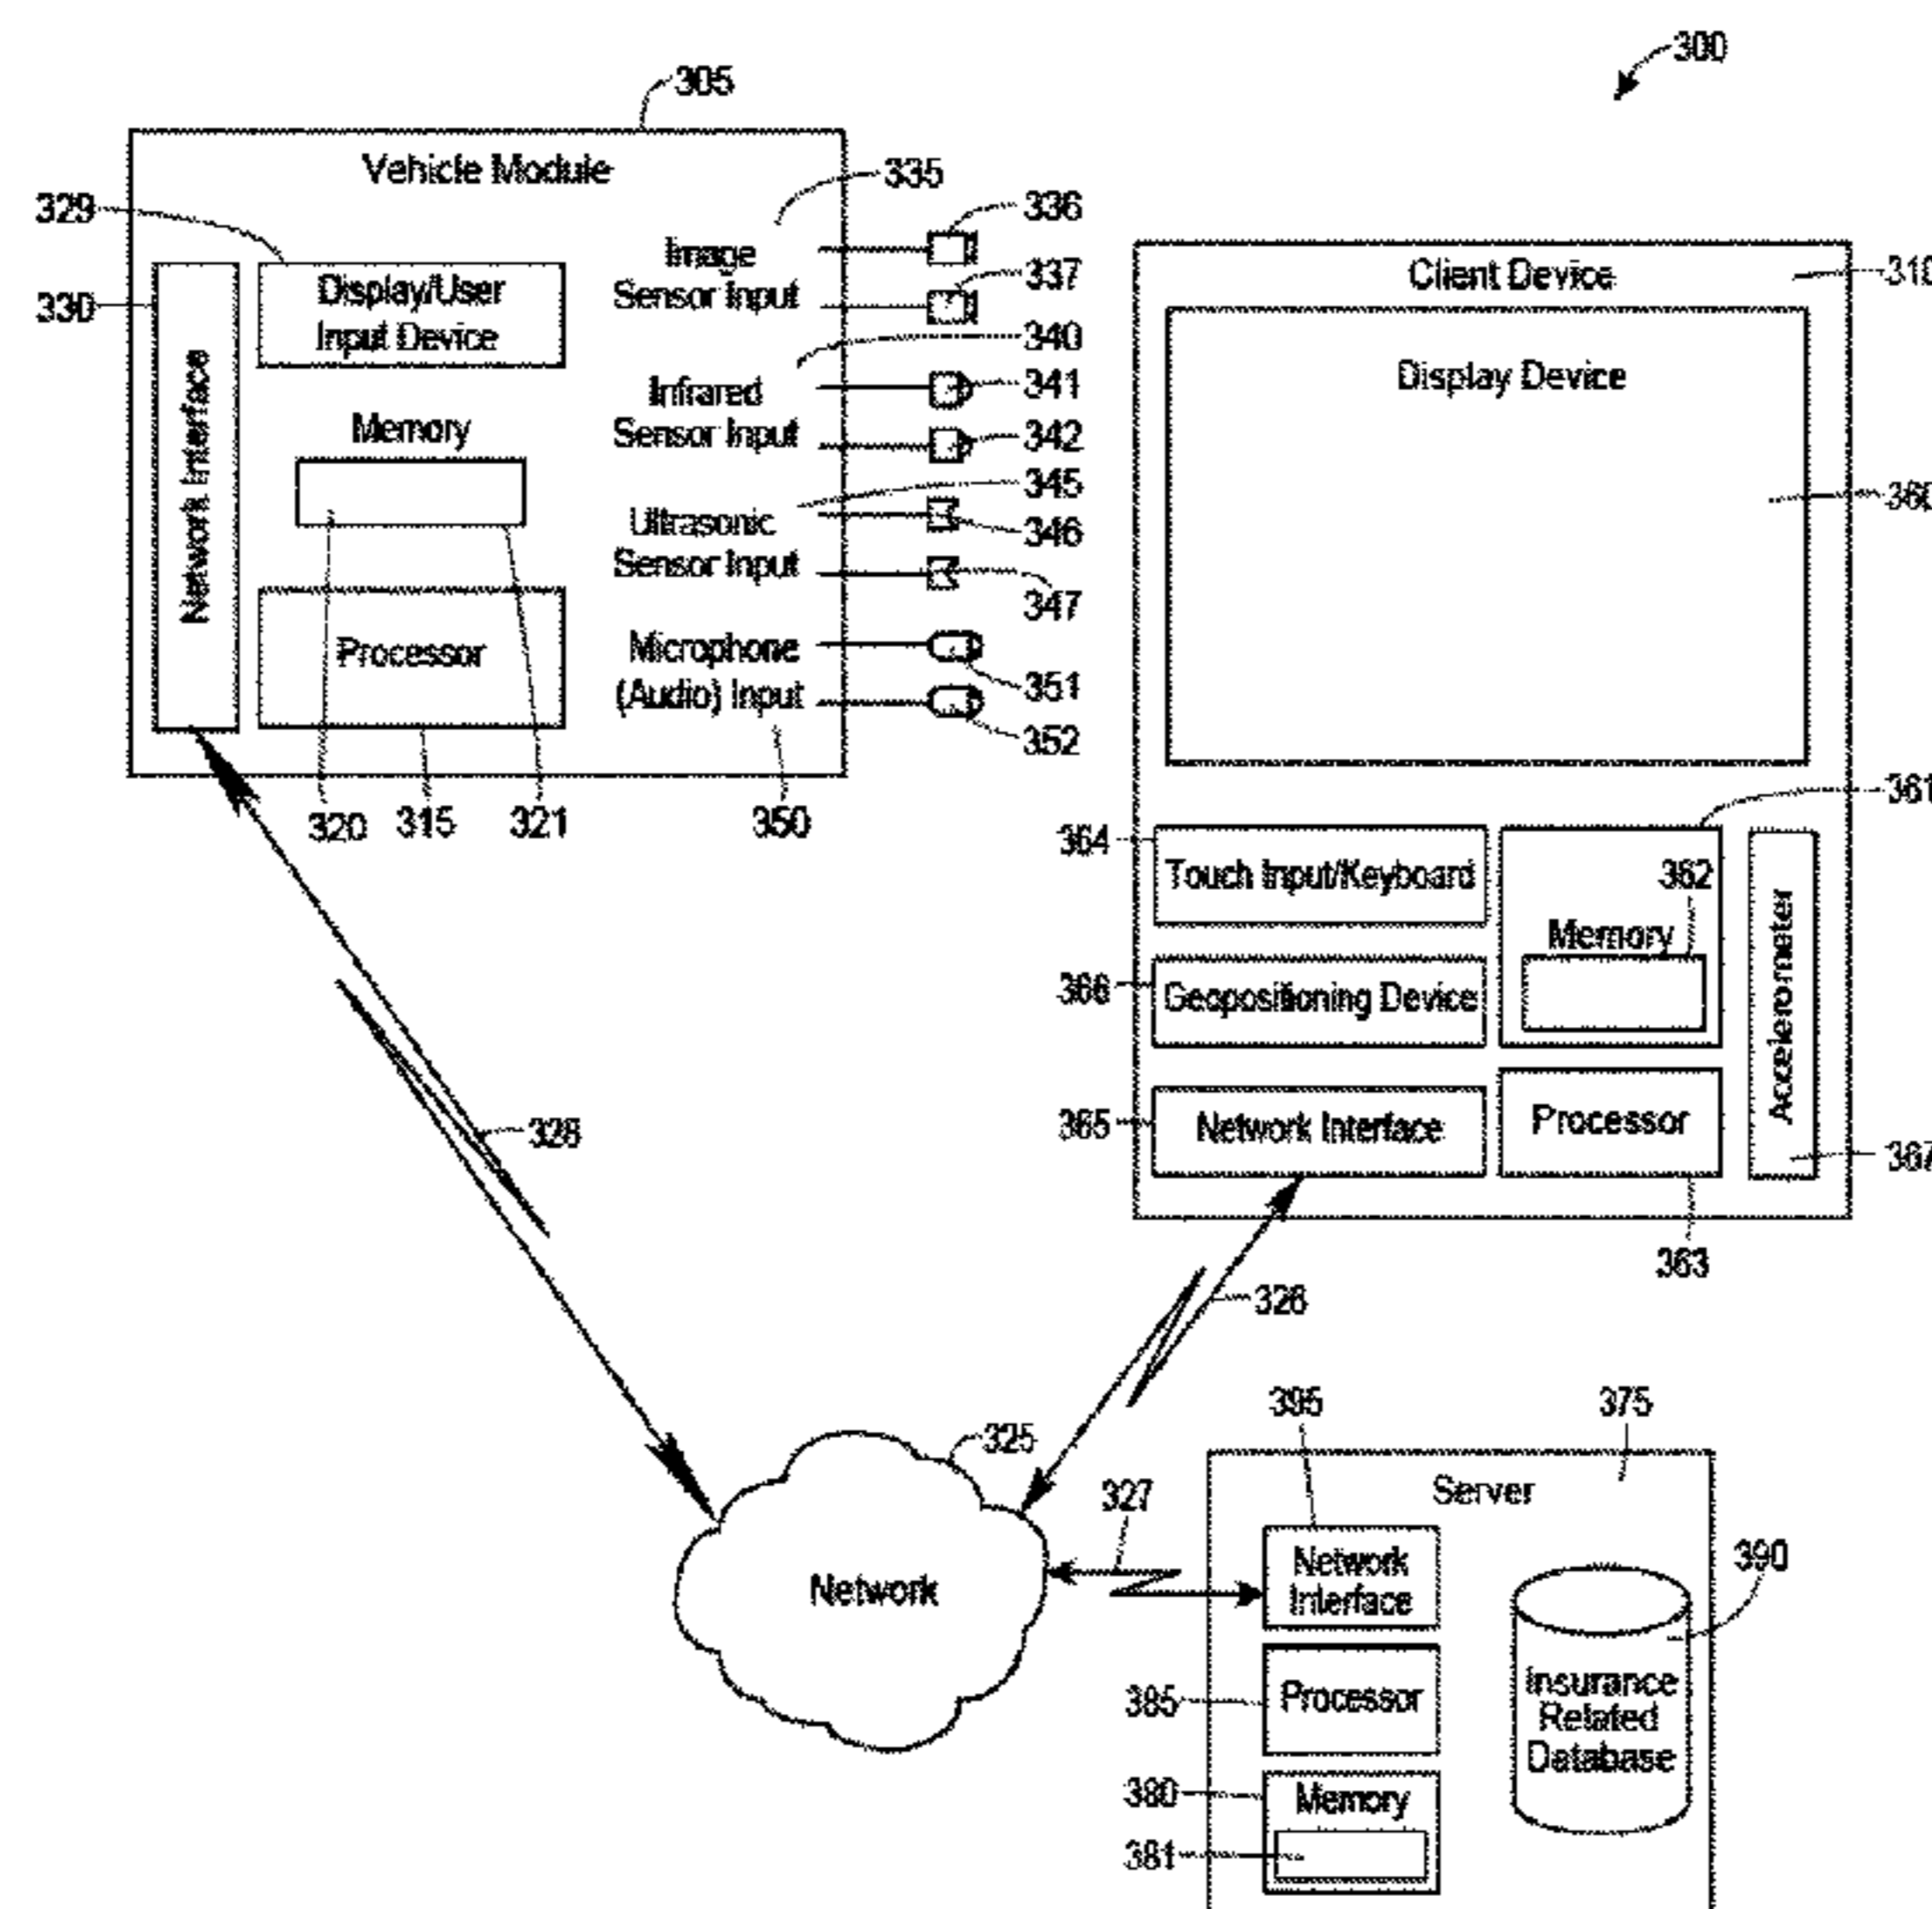 300
305
Vehicle Module
335
329
336
Image
Sensor Input
337
330
Display/User
Input Device
340
Network Interface
Infrared
Sensor Input
341
Memory
342
345
Ultrasonic
Sensor Input
346
347
Processor
Microphone
(Audio) Input
351
352
320
315
321
350
Client Device
310
Display Device
360
361
364
Touch Input/Keyboard
362
Memory
Accelerometer
366
Geopositioning Device
365
Network Interface
Processor
367
363
328
326
325
Network
327
395
375
Server
Network
Interface
390
385
Processor
Insurance
Related
Database
380
Memory
381